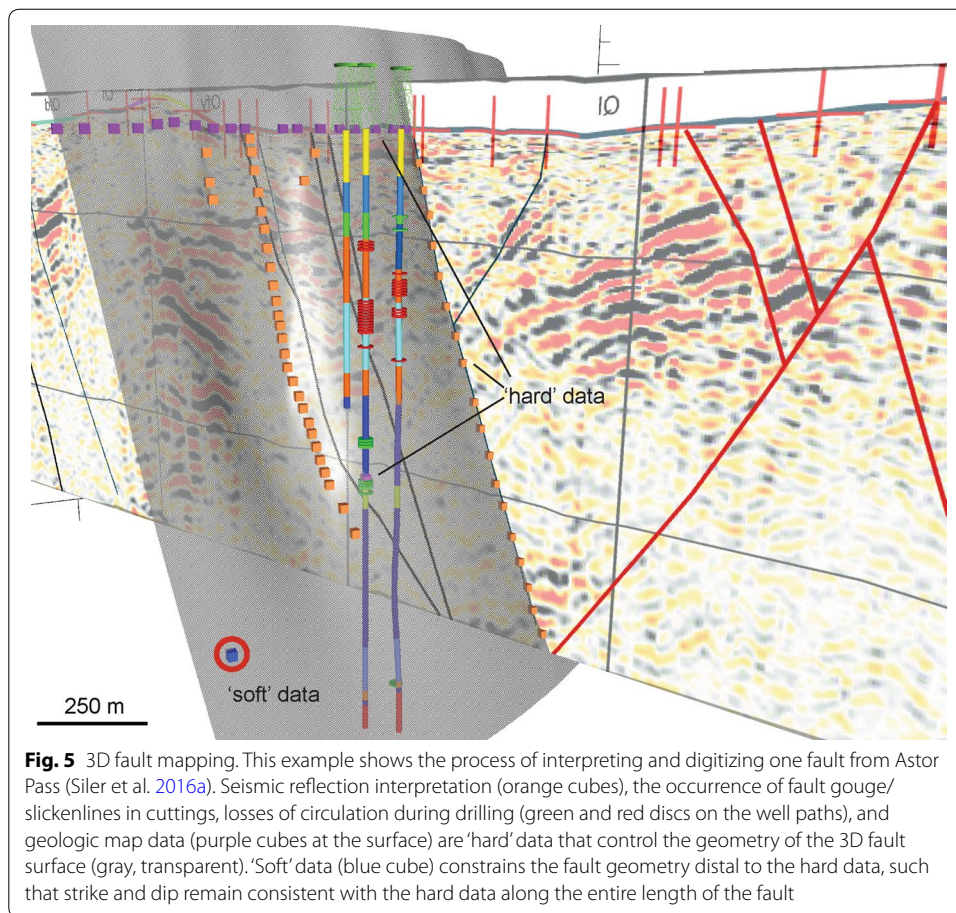 IQ
'hard' data
'soft' data
250 m
Fig. 5 3D fault mapping. This example shows the process of interpreting and digitizing one fault from Astor
Pass (Siler et al. 2016a). Seismic reflection interpretation (orange cubes), the occurrence of fault gouge/
slickenlines in cuttings, losses of circulation during drilling (green and red discs on the well paths), and
geologic map data (purple cubes at the surface) are 'hard' data that control the geometry of the 3D fault
surface (gray, transparent). 'Soft' data (blue cube) constrains the fault geometry distal to the hard data, such
that strike and dip remain consistent with the hard data along the entire length of the fault